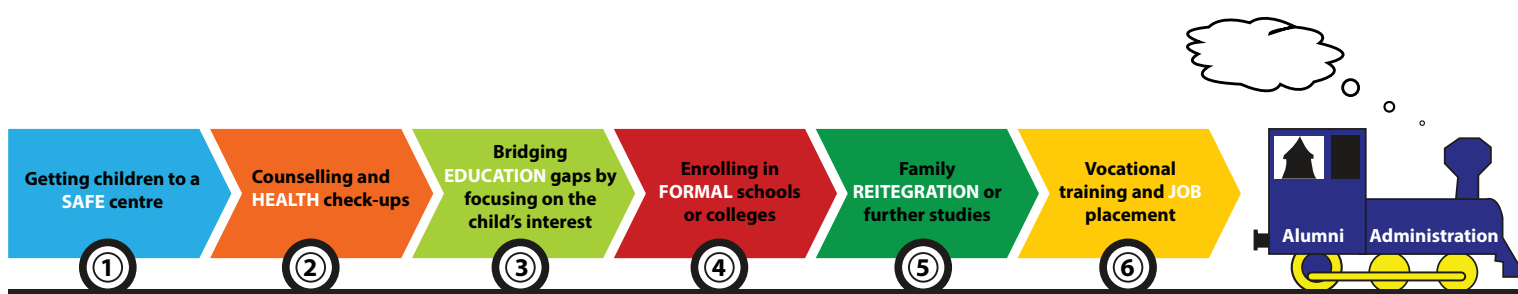 Getting children to a
SAFE centre
1
Counselling and
HEALTH check-ups
2
Bridging
EDUCATION gaps by
focusing on the
child's interest
3
Enrolling in
FORMAL schools
or colleges
4
Family
REITEGRATION or
further studies
5
Vocational
training and JOB
placement
6
Alumni
Administration